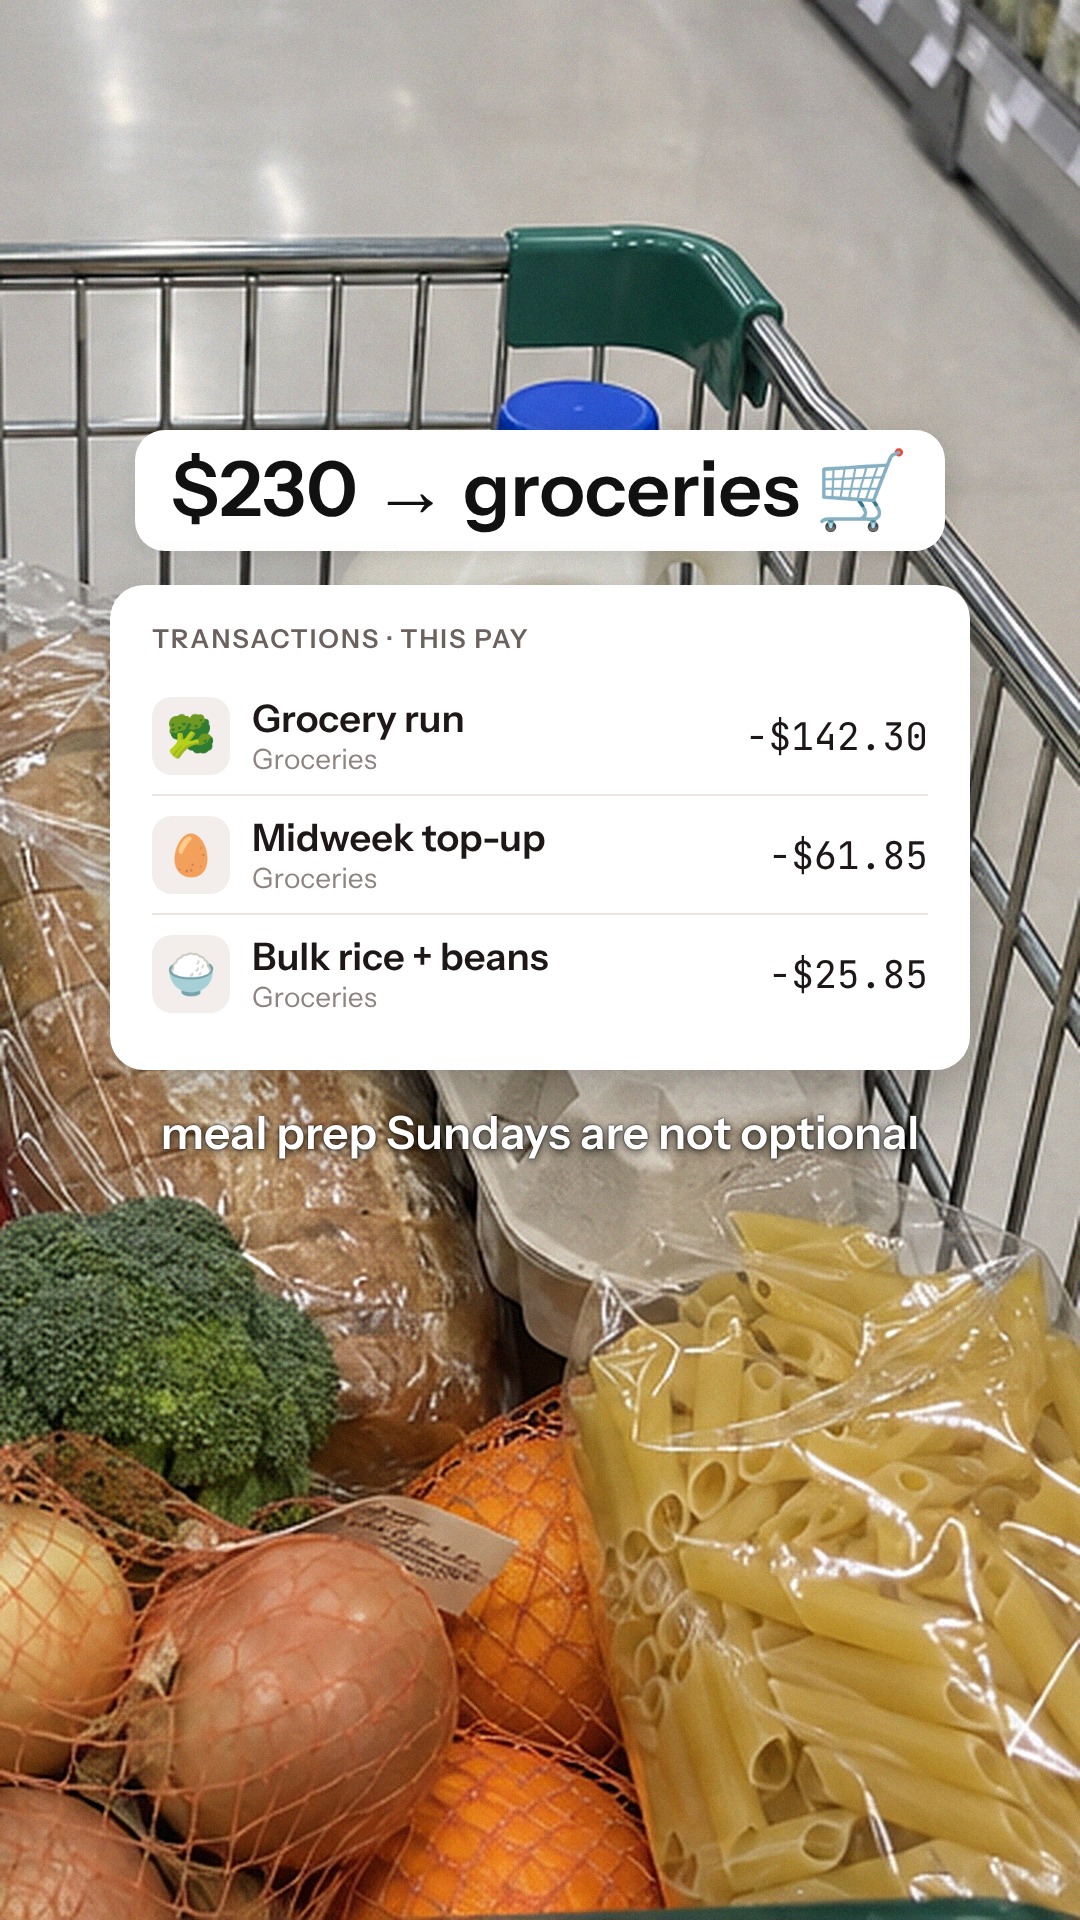 $230 → groceries 🛒
TRANSACTIONS · THIS PAY
Grocery run
Groceries
-$142.30
Midweek top-up
Groceries
-$61.85
Bulk rice + beans
Groceries
-$25.85
meal prep Sundays are not optional